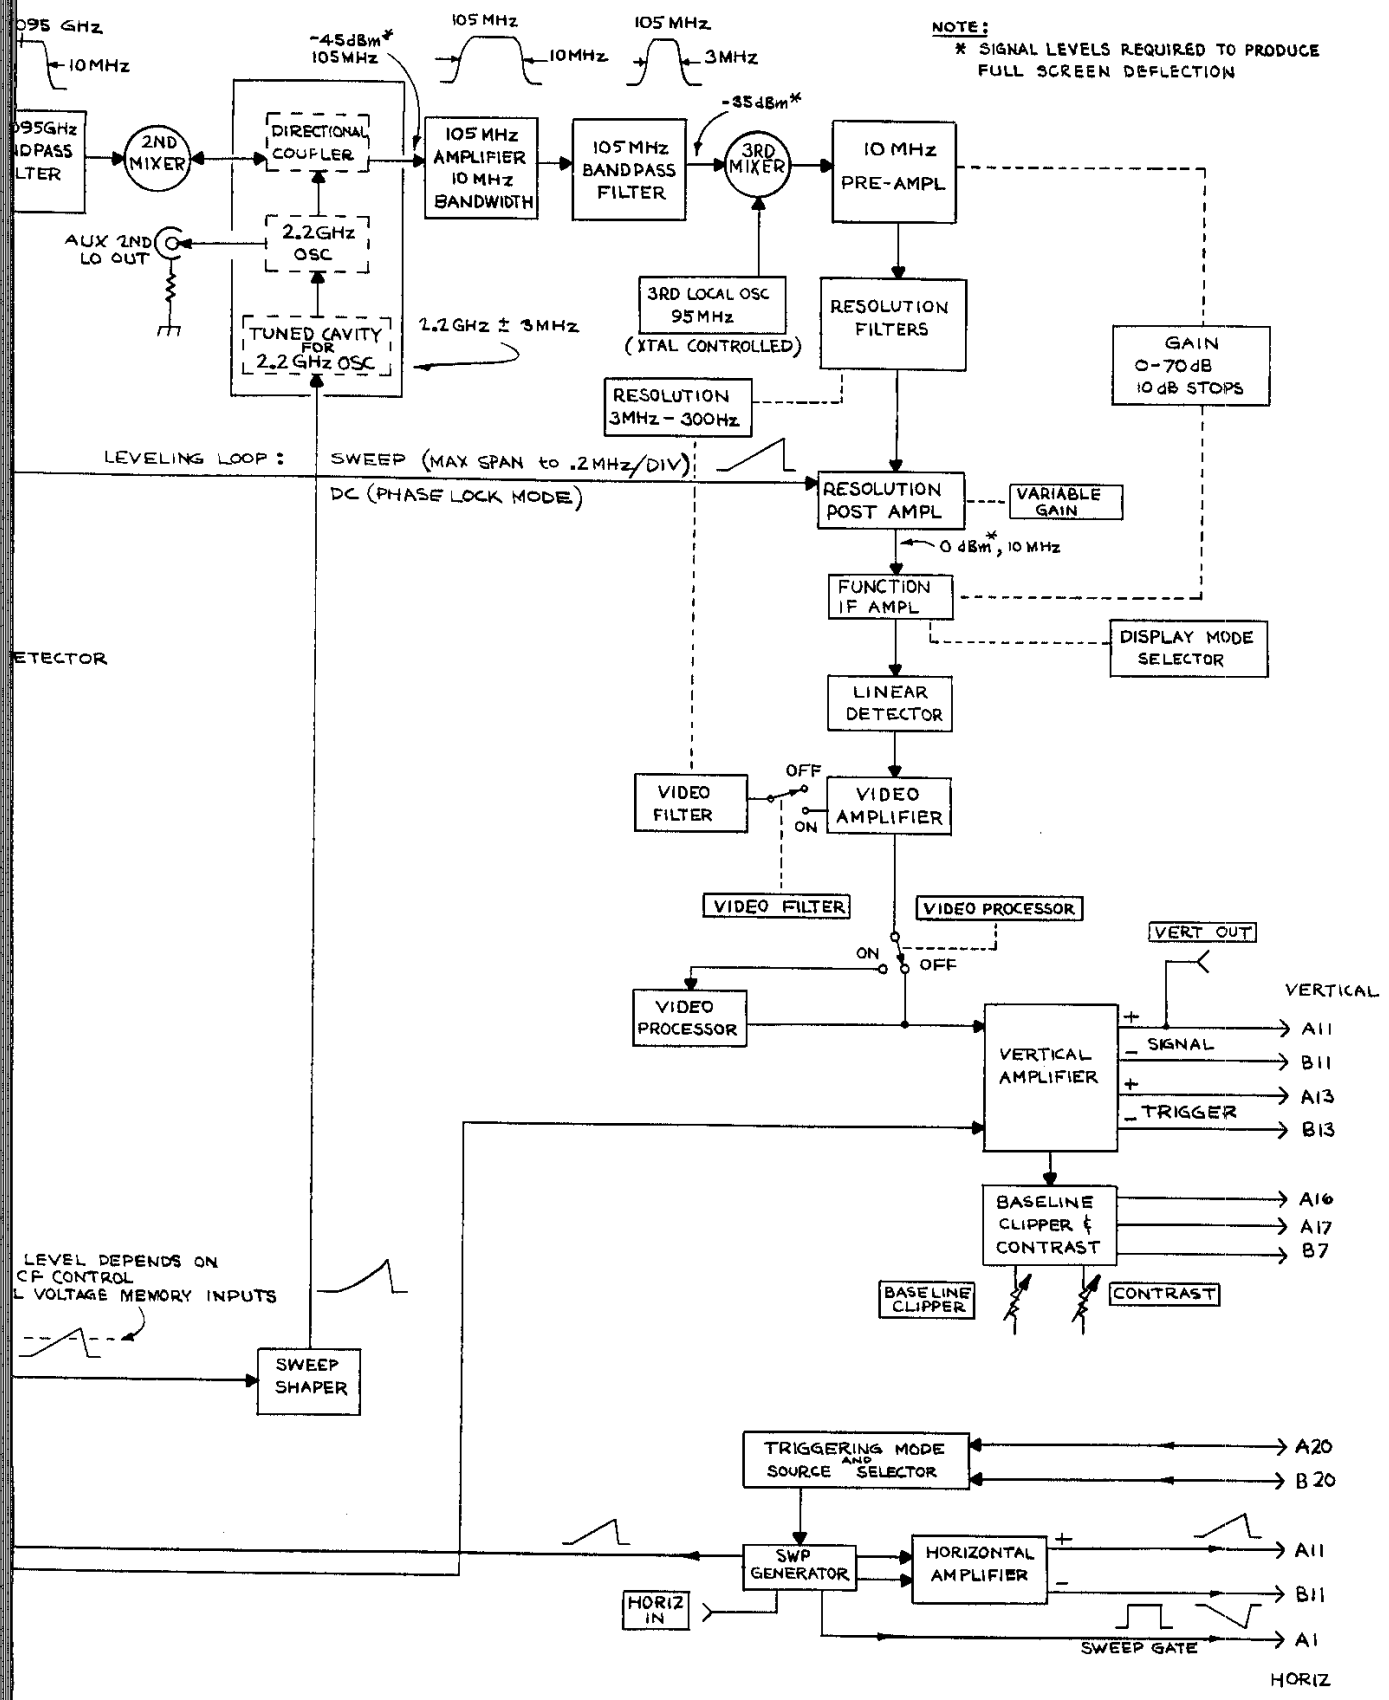 095 GHz
10MHz
-45dBm*
105MHz
105 MHz
10MHz
105 MHz
3MHz
NOTE:
* SIGNAL LEVELS REQUIRED TO PRODUCE
FULL SCREEN DEFLECTION
-35dBm*
095GHz
NDPASS
LTER
2ND
MIXER
DIRECTIONAL
COUPLER
105 MHz
AMPLIFIER
10 MHz
BANDWIDTH
105 MHz
BANDPASS
FILTER
3RD
MIXER
10 MHz
PRE-AMPL
AUX 2ND
LO OUT
2.2GHz
OSC
3RD LOCAL OSC
95MHz
(XTAL CONTROLLED)
RESOLUTION
FILTERS
TUNED CAVITY
FOR
2.2GHz OSC
2.2GHz ± 3MHz
GAIN
0-70dB
10 dB STOPS
RESOLUTION
3MHz - 300Hz
LEVELING LOOP: SWEEP (MAX SPAN to .2MHz/DIV)
DC (PHASE LOCK MODE)
RESOLUTION
POST AMPL
VARIABLE
GAIN
0 dBm*, 10 MHz
FUNCTION
IF AMPL
DISPLAY MODE
SELECTOR
ETECTOR
LINEAR
DETECTOR
VIDEO
FILTER
OFF
ON
VIDEO
AMPLIFIER
VIDEO FILTER
VIDEO PROCESSOR
ON
OFF
VERT OUT
VERTICAL
VIDEO
PROCESSOR
VERTICAL
AMPLIFIER
+
A11
SIGNAL
-
B11
+
A13
- TRIGGER
B13
BASELINE
CLIPPER &
CONTRAST
A16
A17
B7
LEVEL DEPENDS ON
CF CONTROL
L VOLTAGE MEMORY INPUTS
BASELINE
CLIPPER
CONTRAST
SWEEP
SHAPER
TRIGGERING MODE
AND
SOURCE SELECTOR
A20
B20
SWP
GENERATOR
HORIZONTAL
AMPLIFIER
+
A11
-
B11
HORIZ
IN
SWEEP GATE
A1
HORIZ